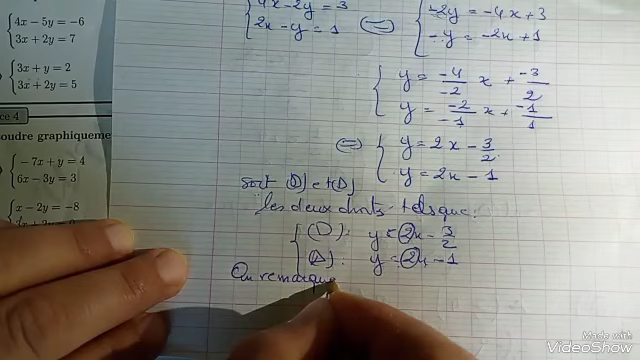 4x - 5y = -6
3x + 2y = 7
3x + y = 2
3x + 2y = 5
ce 4
oudre graphiqueme
-7x + y = 4
6x - 3y = 3
x - 2y = -8
4x - 2y = 3 ⇔ -2y = -4x + 3
2x - y = 1 -y = -2x + 1
y = -4/-2 x + -3/2
y = -2/-1 x + -1/1
⇔ y = 2x - 3/2
y = 2x - 1
Soit (D) et (Δ)
les deux droits tels que:
(D): y = 2x - 3/2
(Δ): y = 2x - 1
On remarque
Made with
VideoShow